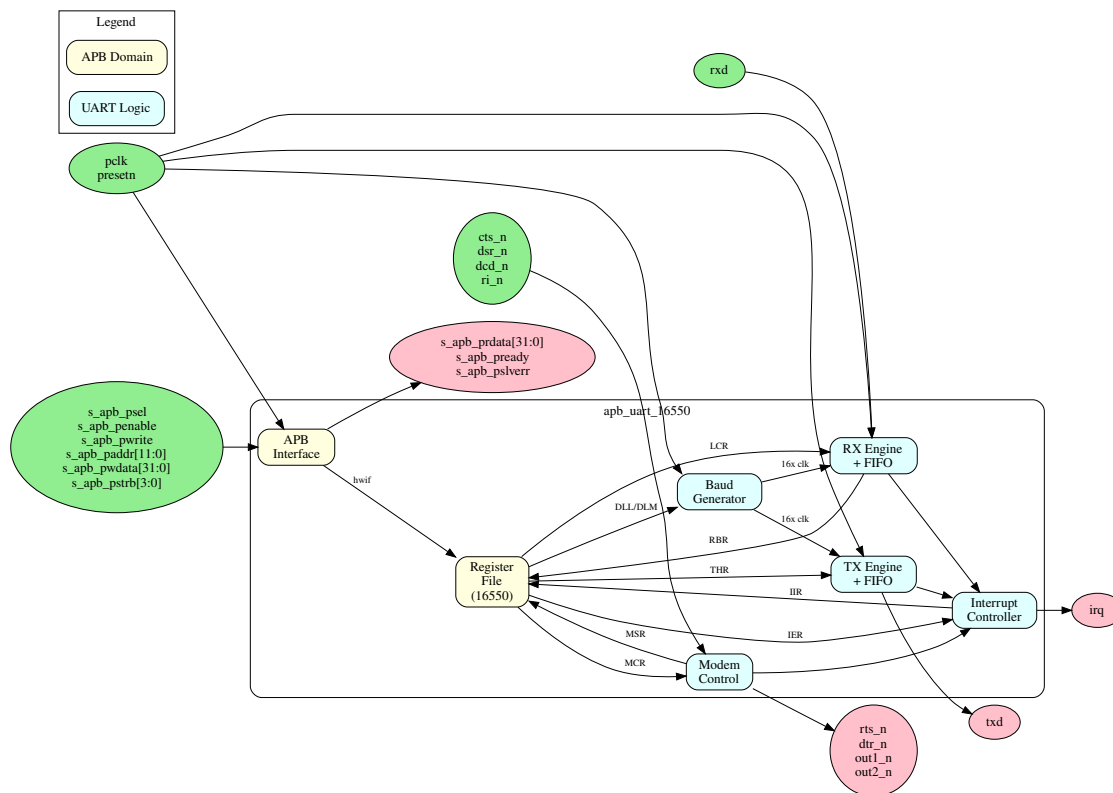 Legend
APB Domain
UART Logic
rxd
pclk
presetn
cts_n
dsr_n
dcd_n
ri_n
s_apb_prdata[31:0]
s_apb_pready
s_apb_pslverr
s_apb_psel
s_apb_penable
s_apb_pwrite
s_apb_paddr[11:0]
s_apb_pwdata[31:0]
s_apb_pstrb[3:0]
apb_uart_16550
APB
Interface
hwif
LCR
RX Engine
+ FIFO
16x clk
Baud
Generator
DLL/DLM
16x clk
RBR
Register
File
(16550)
THR
TX Engine
+ FIFO
IIR
Interrupt
Controller
irq
IER
MSR
MCR
Modem
Control
txd
rts_n
dtr_n
out1_n
out2_n